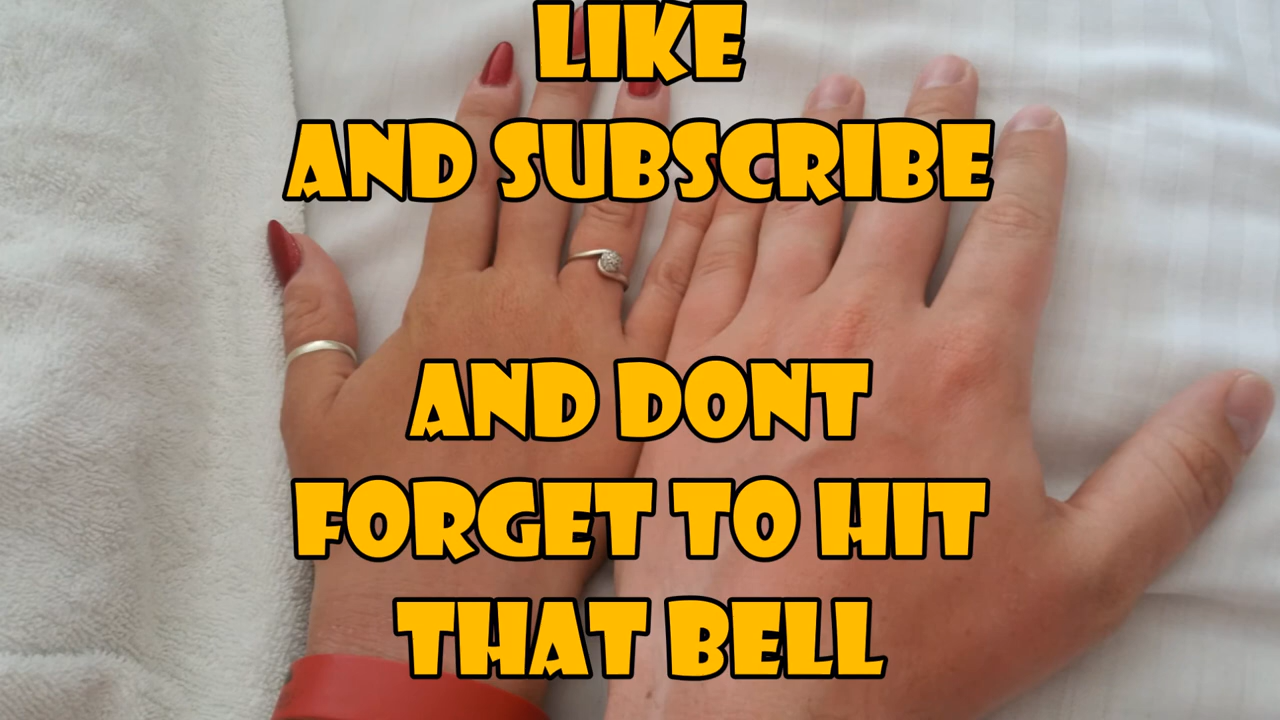 LIKE
AND SUBSCRIBE
AND DONT
FORGET TO HIT
THAT BELL